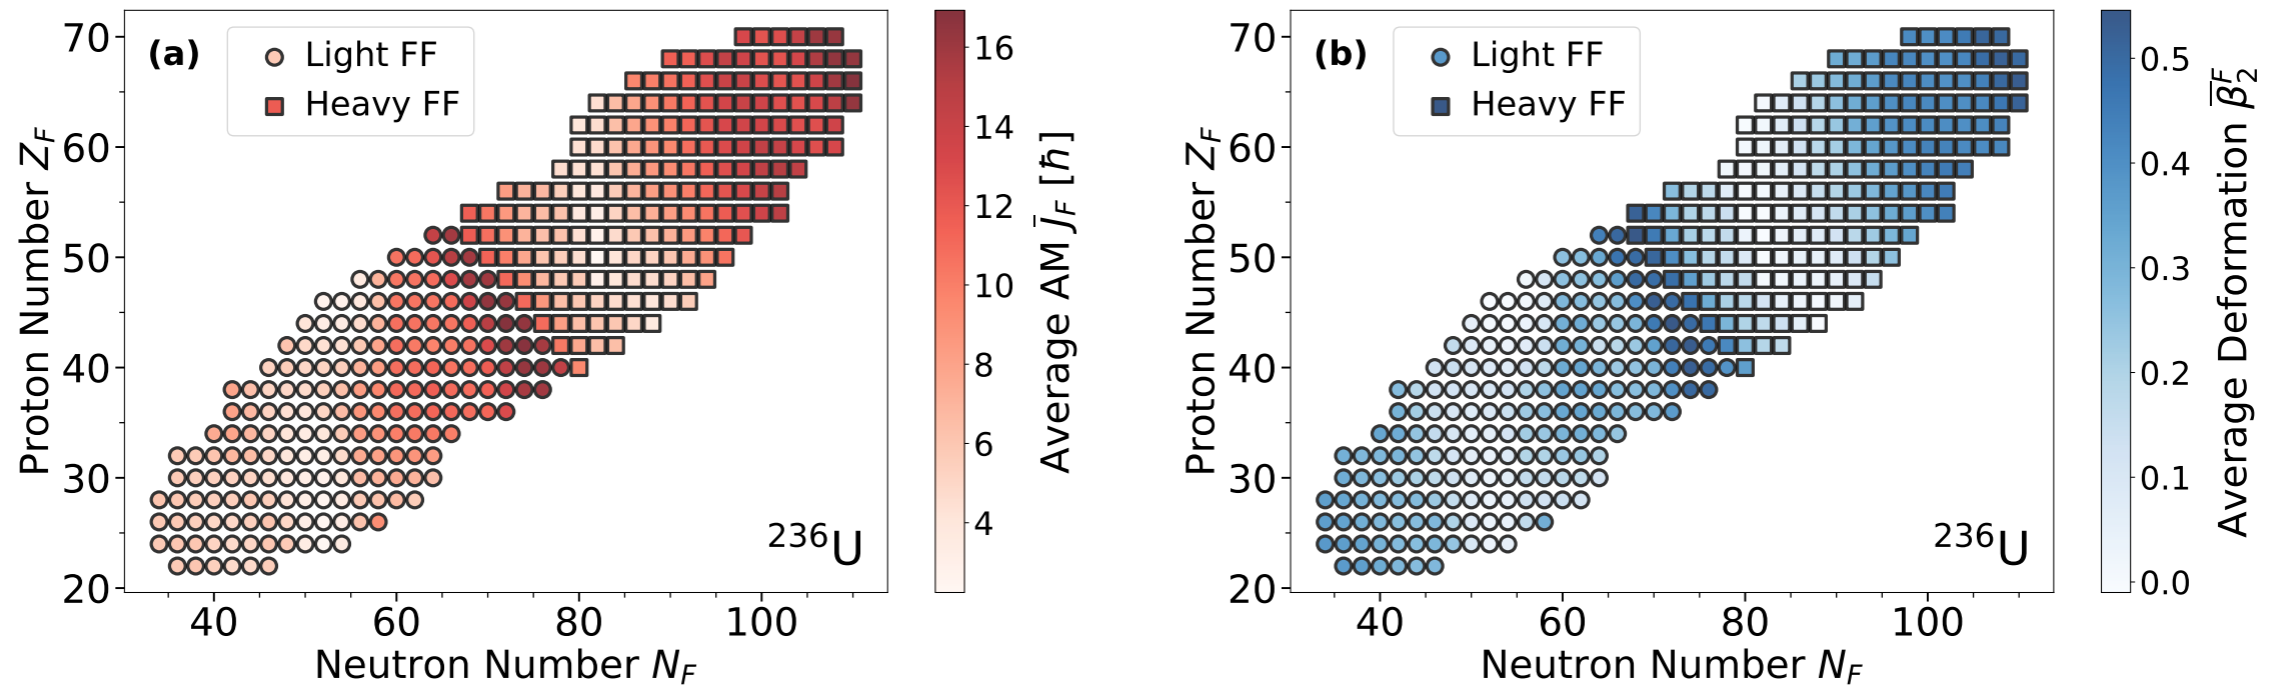 (a)
Light FF
Heavy FF
70
60
50
40
30
20
Proton Number Z_F
40 60 80 100
Neutron Number N_F
²³⁶U
16
14
12
10
8
6
4
Average AM J̄_F [ℏ]
(b)
Light FF
Heavy FF
70
60
50
40
30
20
Proton Number Z_F
40 60 80 100
Neutron Number N_F
²³⁶U
0.5
0.4
0.3
0.2
0.1
0.0
Average Deformation β̄₂^F